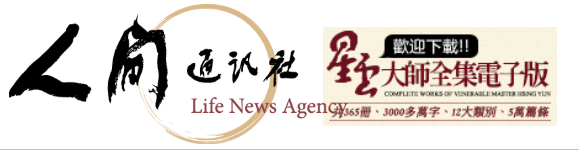 人間通訊社
Life News Agency
歡迎下載!!
星雲大師全集電子版
COMPLETE WORKS OF VENERABLE MASTER HSING YUN
共365冊、3000多萬字、12大類別、5萬篇條